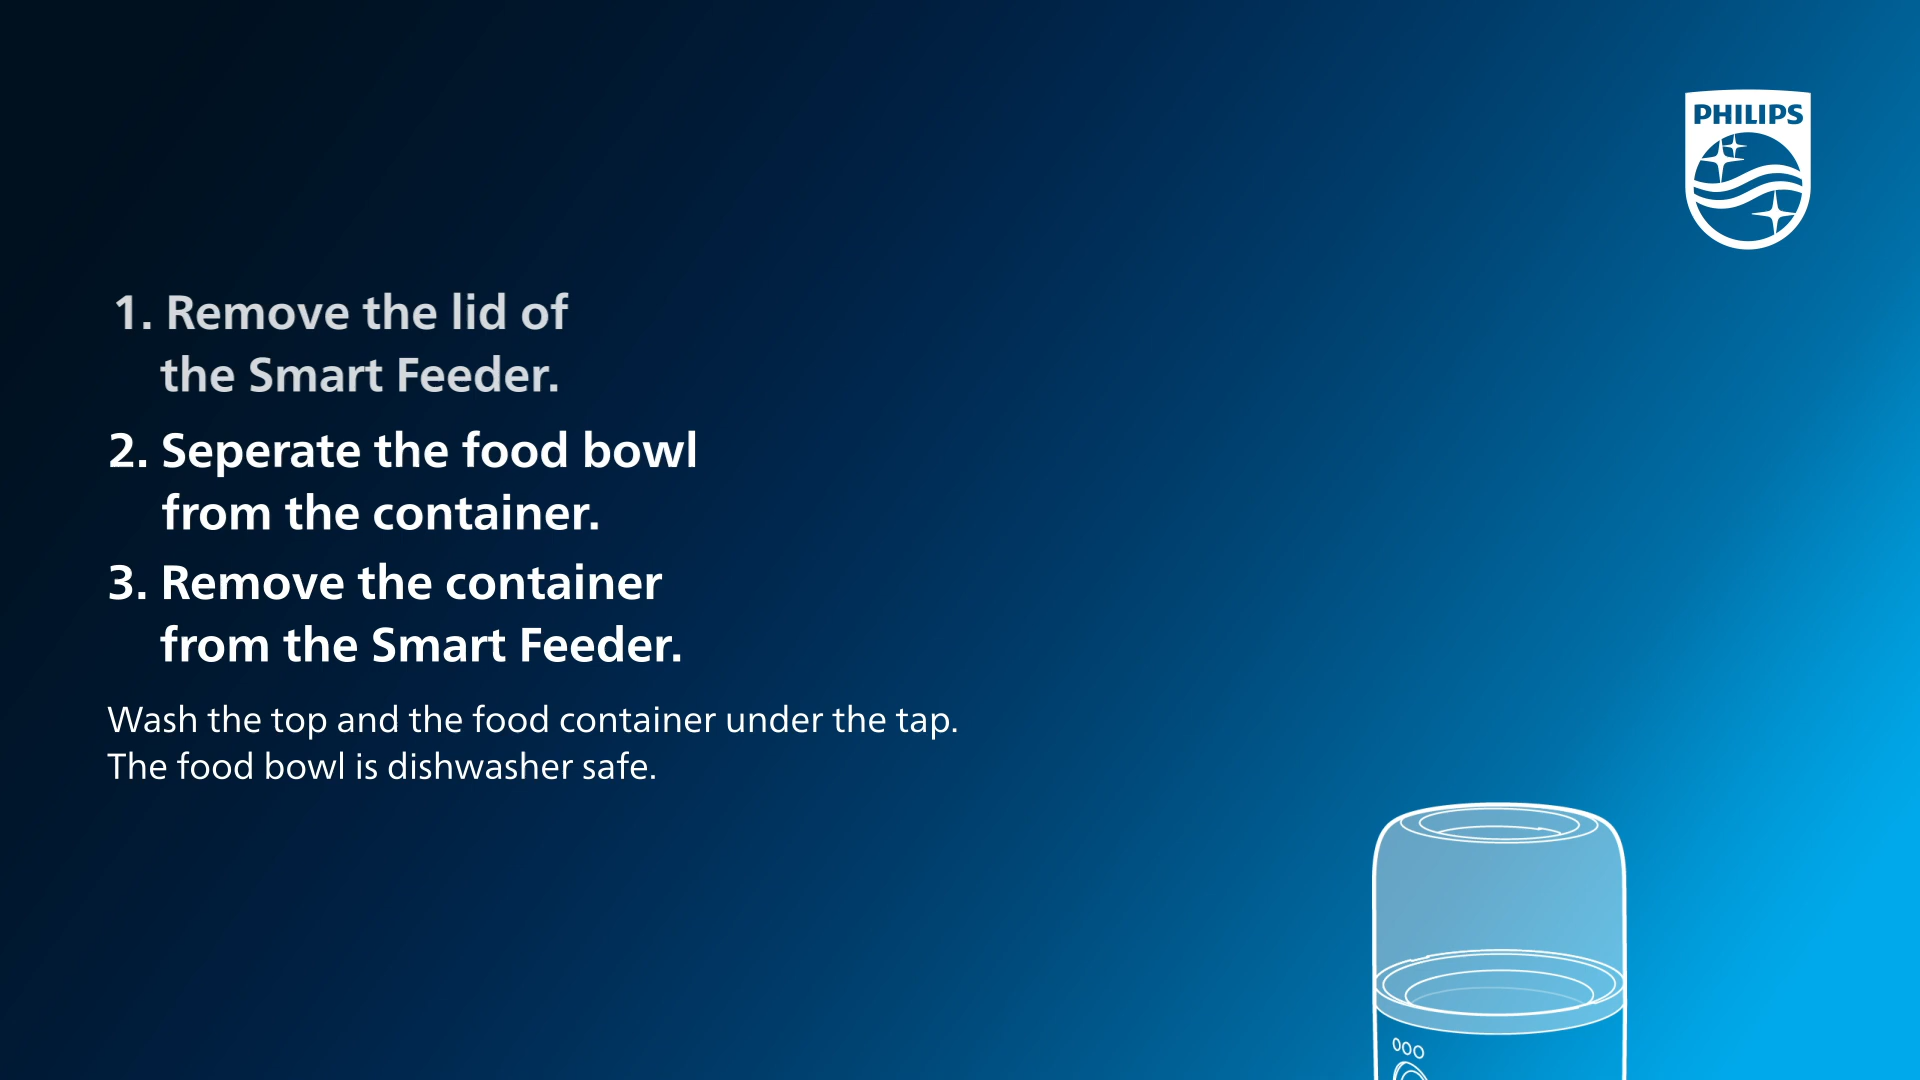 PHILIPS
1. Remove the lid of
the Smart Feeder.
2. Seperate the food bowl
from the container.
3. Remove the container
from the Smart Feeder.
Wash the top and the food container under the tap.
The food bowl is dishwasher safe.